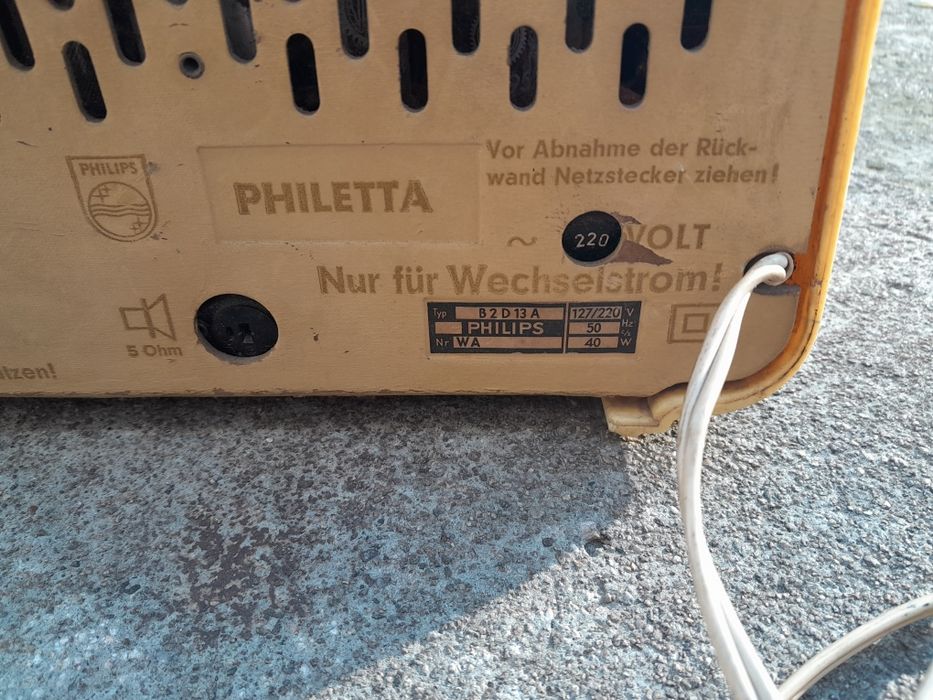 PHILIPS
PHILETTA
Vor Abnahme der Rück-
wand Netzstecker ziehen!
~ 220 VOLT
Nur für Wechselstrom!
5 Ohm
Typ B2D13A 127/220 V
PHILIPS 50 Hz c/s
Nr WA 40 W